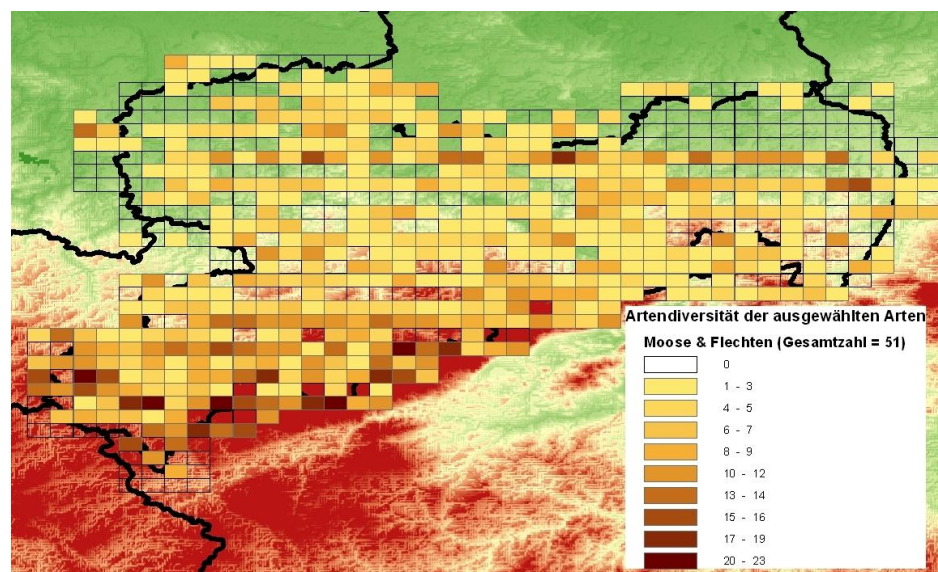 Artendiversität der ausgewählten Arten
Moose & Flechten (Gesamtzahl = 51)
0
1 - 3
4 - 5
6 - 7
8 - 9
10 - 12
13 - 14
15 - 16
17 - 19
20 - 23